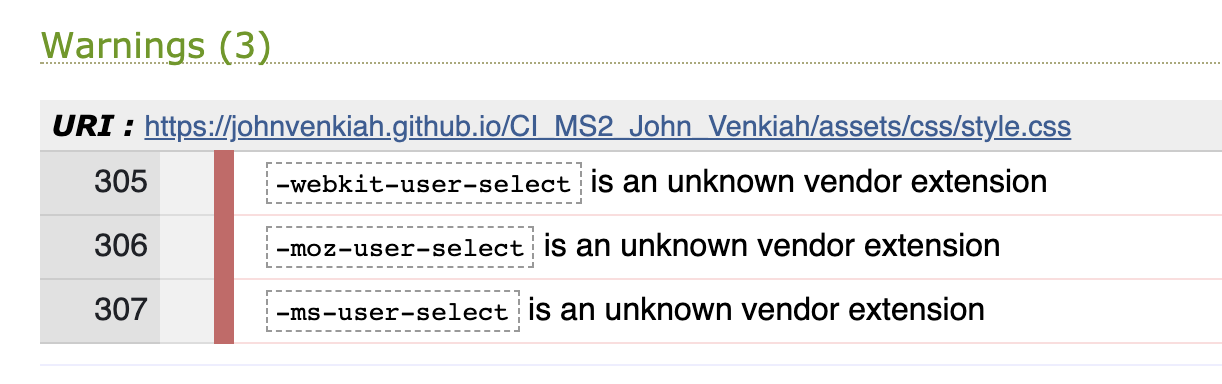 Warnings (3)
URI : https://johnvenkiah.github.io/CI_MS2_John_Venkiah/assets/css/style.css
305 -webkit-user-select is an unknown vendor extension
306 -moz-user-select is an unknown vendor extension
307 -ms-user-select is an unknown vendor extension